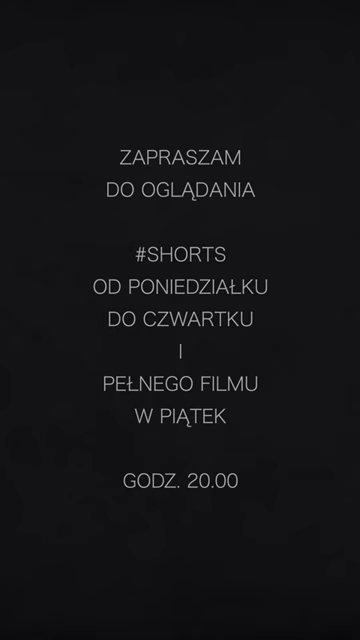 ZAPRASZAM
DO OGLĄDANIA
#SHORTS
OD PONIEDZIAŁKU
DO CZWARTKU
I
PEŁNEGO FILMU
W PIĄTEK
GODZ. 20.00